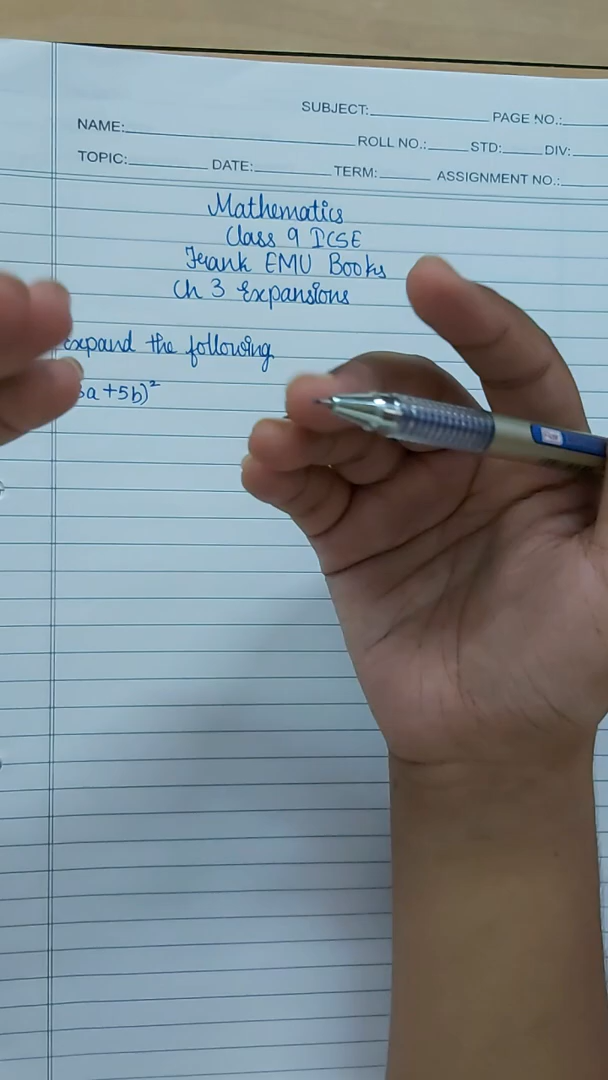 SUBJECT: PAGE NO.:
NAME: ROLL NO.: STD: DIV:
TOPIC: DATE: TERM: ASSIGNMENT NO.:
Mathematics
Class 9 ICSE
Frank EMU Books
Ch 3 Expansions
Expand the following
a +5b)²